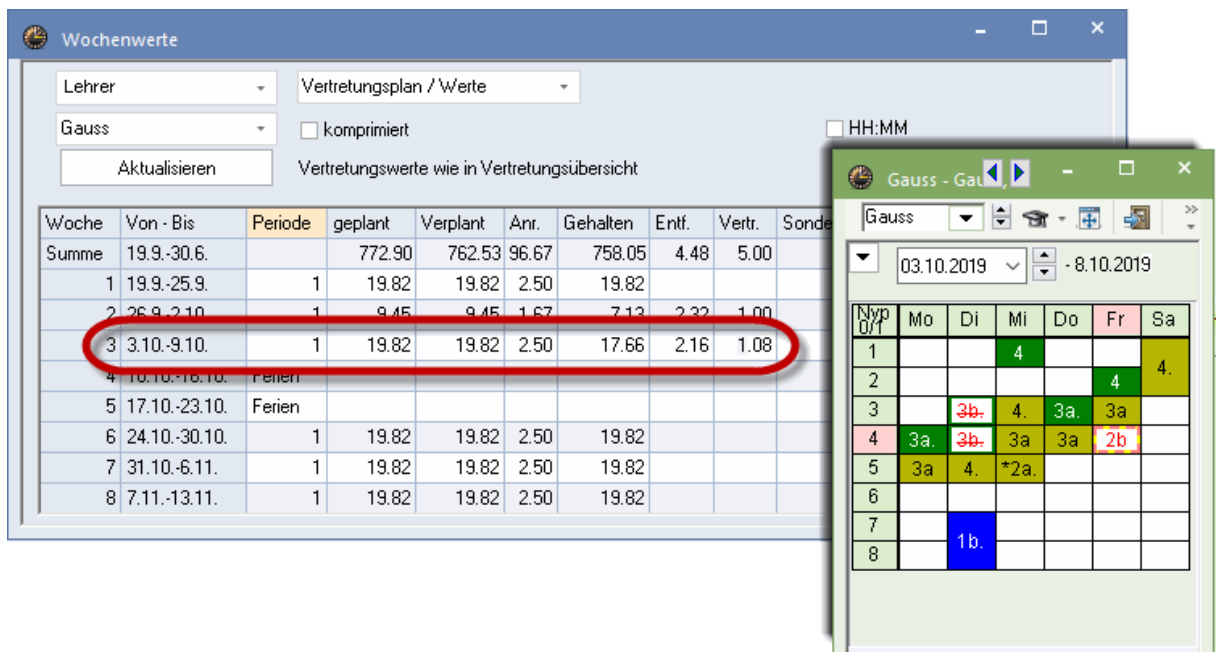 Wochenwerte
Lehrer Vertretungsplan / Werte
Gauss komprimiert HH:MM
Aktualisieren Vertretungswerte wie in Vertretungsübersicht
Woche Von - Bis Periode geplant Verplant Anr. Gehalten Entf. Vertr. Sonde
Summe 19.9.-30.6. 772.90 762.53 96.67 758.05 4.48 5.00
1 19.9.-25.9. 1 19.82 19.82 2.50 19.82
2 26.9.-2.10. 1 9.45 9.45 1.67 7.13 2.32 1.00
3 3.10.-9.10. 1 19.82 19.82 2.50 17.66 2.16 1.08
4 10.10.-16.10. Ferien
5 17.10.-23.10. Ferien
6 24.10.-30.10. 1 19.82 19.82 2.50 19.82
7 31.10.-6.11. 1 19.82 19.82 2.50 19.82
8 7.11.-13.11. 1 19.82 19.82 2.50 19.82
Gauss - Gau
Gauss
03.10.2019 - 8.10.2019
Mo Di Mi Do Fr Sa
1 4 4.
2 4
3 3b. 4. 3a. 3a
4 3a. 3b. 3a 3a 2b
5 3a 4. *2a.
6
7 1b.
8